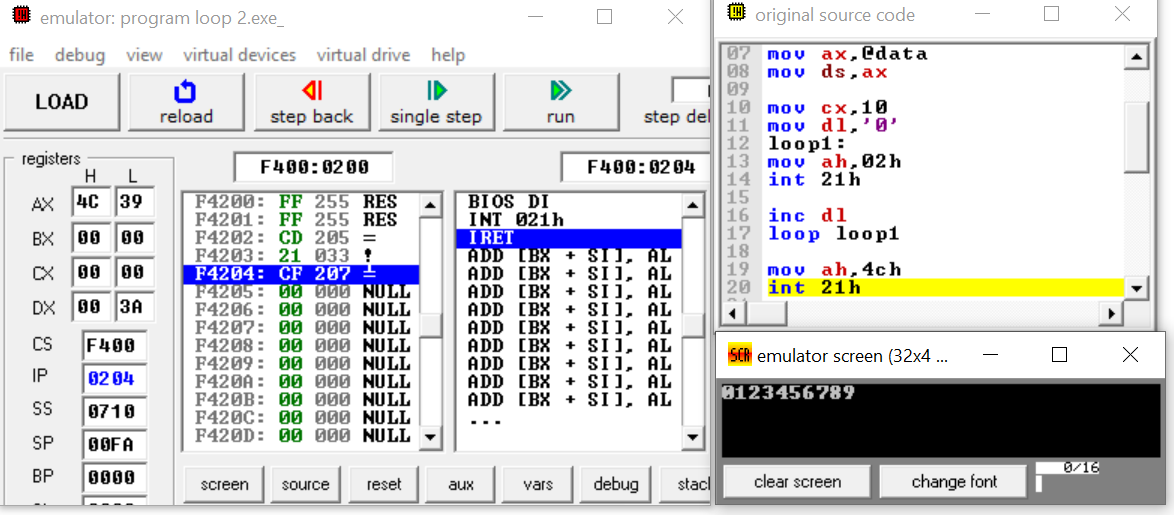 emulator: program loop 2.exe_
file debug view virtual devices virtual drive help
LOAD
reload
step back
single step
run
step del
registers
H L
AX 4C 39
BX 00 00
CX 00 00
DX 00 3A
CS F400
IP 0204
SS 0710
SP 00FA
BP 0000
F400:0200
F400:0204
F4200: FF 255 RES
F4201: FF 255 RES
F4202: CD 205 =
F4203: 21 033 !
F4204: CF 207 ╧
F4205: 00 000 NULL
F4206: 00 000 NULL
F4207: 00 000 NULL
F4208: 00 000 NULL
F4209: 00 000 NULL
F420A: 00 000 NULL
F420B: 00 000 NULL
F420C: 00 000 NULL
F420D: 00 000 NULL
BIOS DI
INT 021h
IRET
ADD [BX + SI], AL
ADD [BX + SI], AL
ADD [BX + SI], AL
ADD [BX + SI], AL
ADD [BX + SI], AL
ADD [BX + SI], AL
ADD [BX + SI], AL
ADD [BX + SI], AL
ADD [BX + SI], AL
...
screen source reset aux vars debug stack
original source code
07 mov ax,@data
08 mov ds,ax
09
10 mov cx,10
11 mov dl,'0'
12 loop1:
13 mov ah,02h
14 int 21h
15
16 inc dl
17 loop loop1
18
19 mov ah,4ch
20 int 21h
SCR
emulator screen (32x4 ...
0123456789
clear screen
change font
0/16